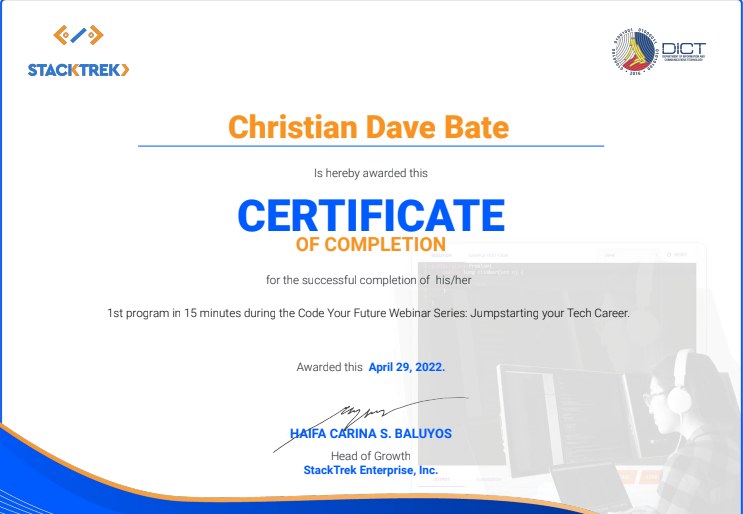 STACKTREK
DICT
DEPARTMENT OF INFORMATION AND
COMMUNICATIONS TECHNOLOGY
2016
Christian Dave Bate
Is hereby awarded this
CERTIFICATE
OF COMPLETION
for the successful completion of his/her
1st program in 15 minutes during the Code Your Future Webinar Series: Jumpstarting your Tech Career.
Awarded this April 29, 2022.
HAIFA CARINA S. BALUYOS
Head of Growth
StackTrek Enterprise, Inc.